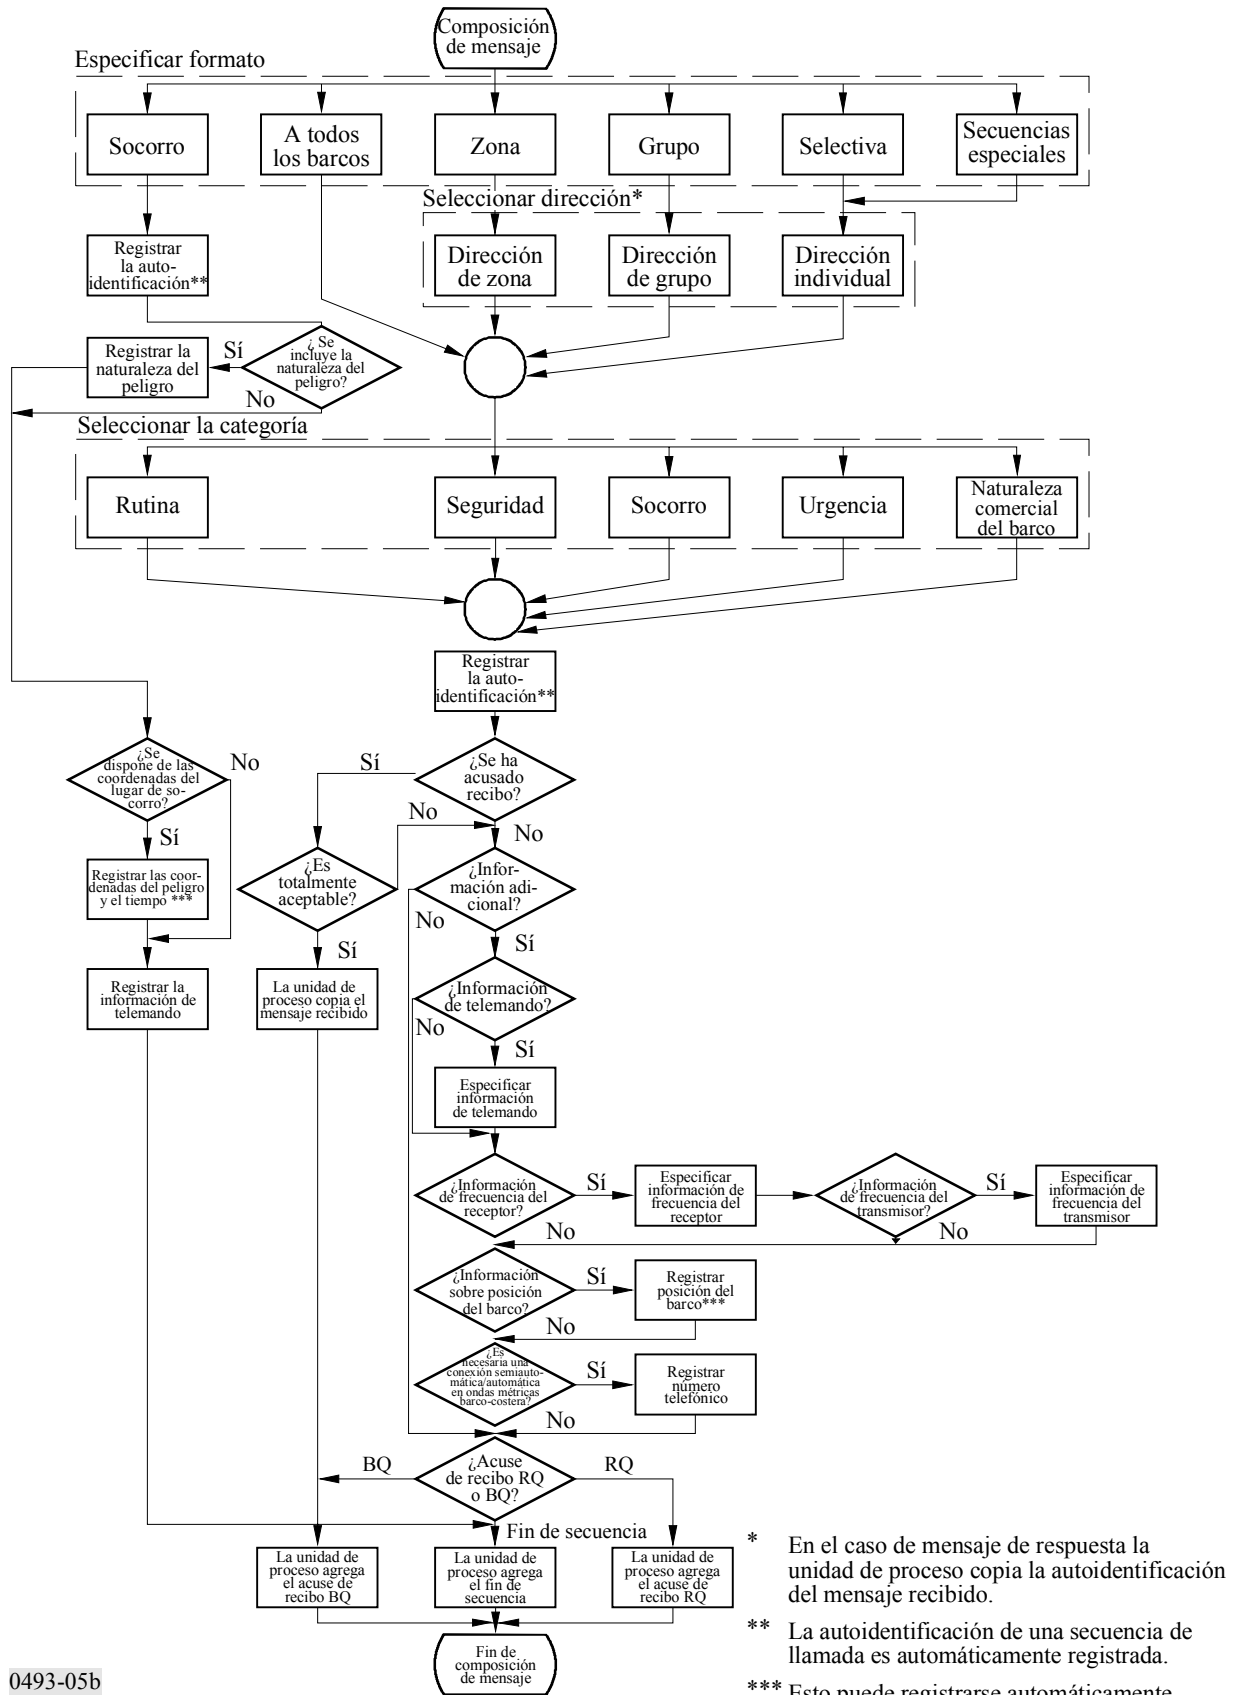 Composición
de mensaje
Especificar formato
Socorro
A todos
los barcos
Zona
Grupo
Selectiva
Secuencias
especiales
Seleccionar dirección*
Registrar
la auto-
identificación**
Dirección
de zona
Dirección
de grupo
Dirección
individual
Registrar la
naturaleza del
peligro
Sí
¿ Se
incluye la
naturaleza del
peligro?
No
Seleccionar la categoría
Rutina
Seguridad
Socorro
Urgencia
Naturaleza
comercial
del barco
Registrar
la auto-
identificación**
¿Se
dispone de las
coordenadas del
lugar de so-
corro?
No
Sí
Sí
¿Se ha
acusado
recibo?
No
No
Registrar las coor-
denadas del peligro
y el tiempo ***
¿Es
totalmente
aceptable?
Sí
¿Infor-
mación adi-
cional?
No
Sí
Registrar la
información de
telemando
La unidad de
proceso copia el
mensaje recibido
¿Información
de telemando?
No
Sí
Especificar
información
de telemando
¿Información
de frecuencia del
receptor?
Sí
Especificar
información de
frecuencia del
receptor
¿Información
de frecuencia del
transmisor?
Sí
Especificar
información de
frecuencia del
transmisor
No
No
¿Información
sobre posición
del barco?
Sí
Registrar
posición del
barco***
No
¿Es
necesaria una
conexión semiauto-
mática/automática
en ondas métricas
barco-costera?
Sí
Registrar
número
telefónico
No
BQ
¿Acuse
de recibo RQ
o BQ?
RQ
Fin de secuencia
La unidad de
proceso agrega
el acuse de
recibo BQ
La unidad de
proceso agrega
el fin de
secuencia
La unidad de
proceso agrega
el acuse de
recibo RQ
Fin de
composición
de mensaje
* En el caso de mensaje de respuesta la
unidad de proceso copia la autoidentificación
del mensaje recibido.
** La autoidentificación de una secuencia de
llamada es automáticamente registrada.
*** Esto puede registrarse automáticamente
0493-05b